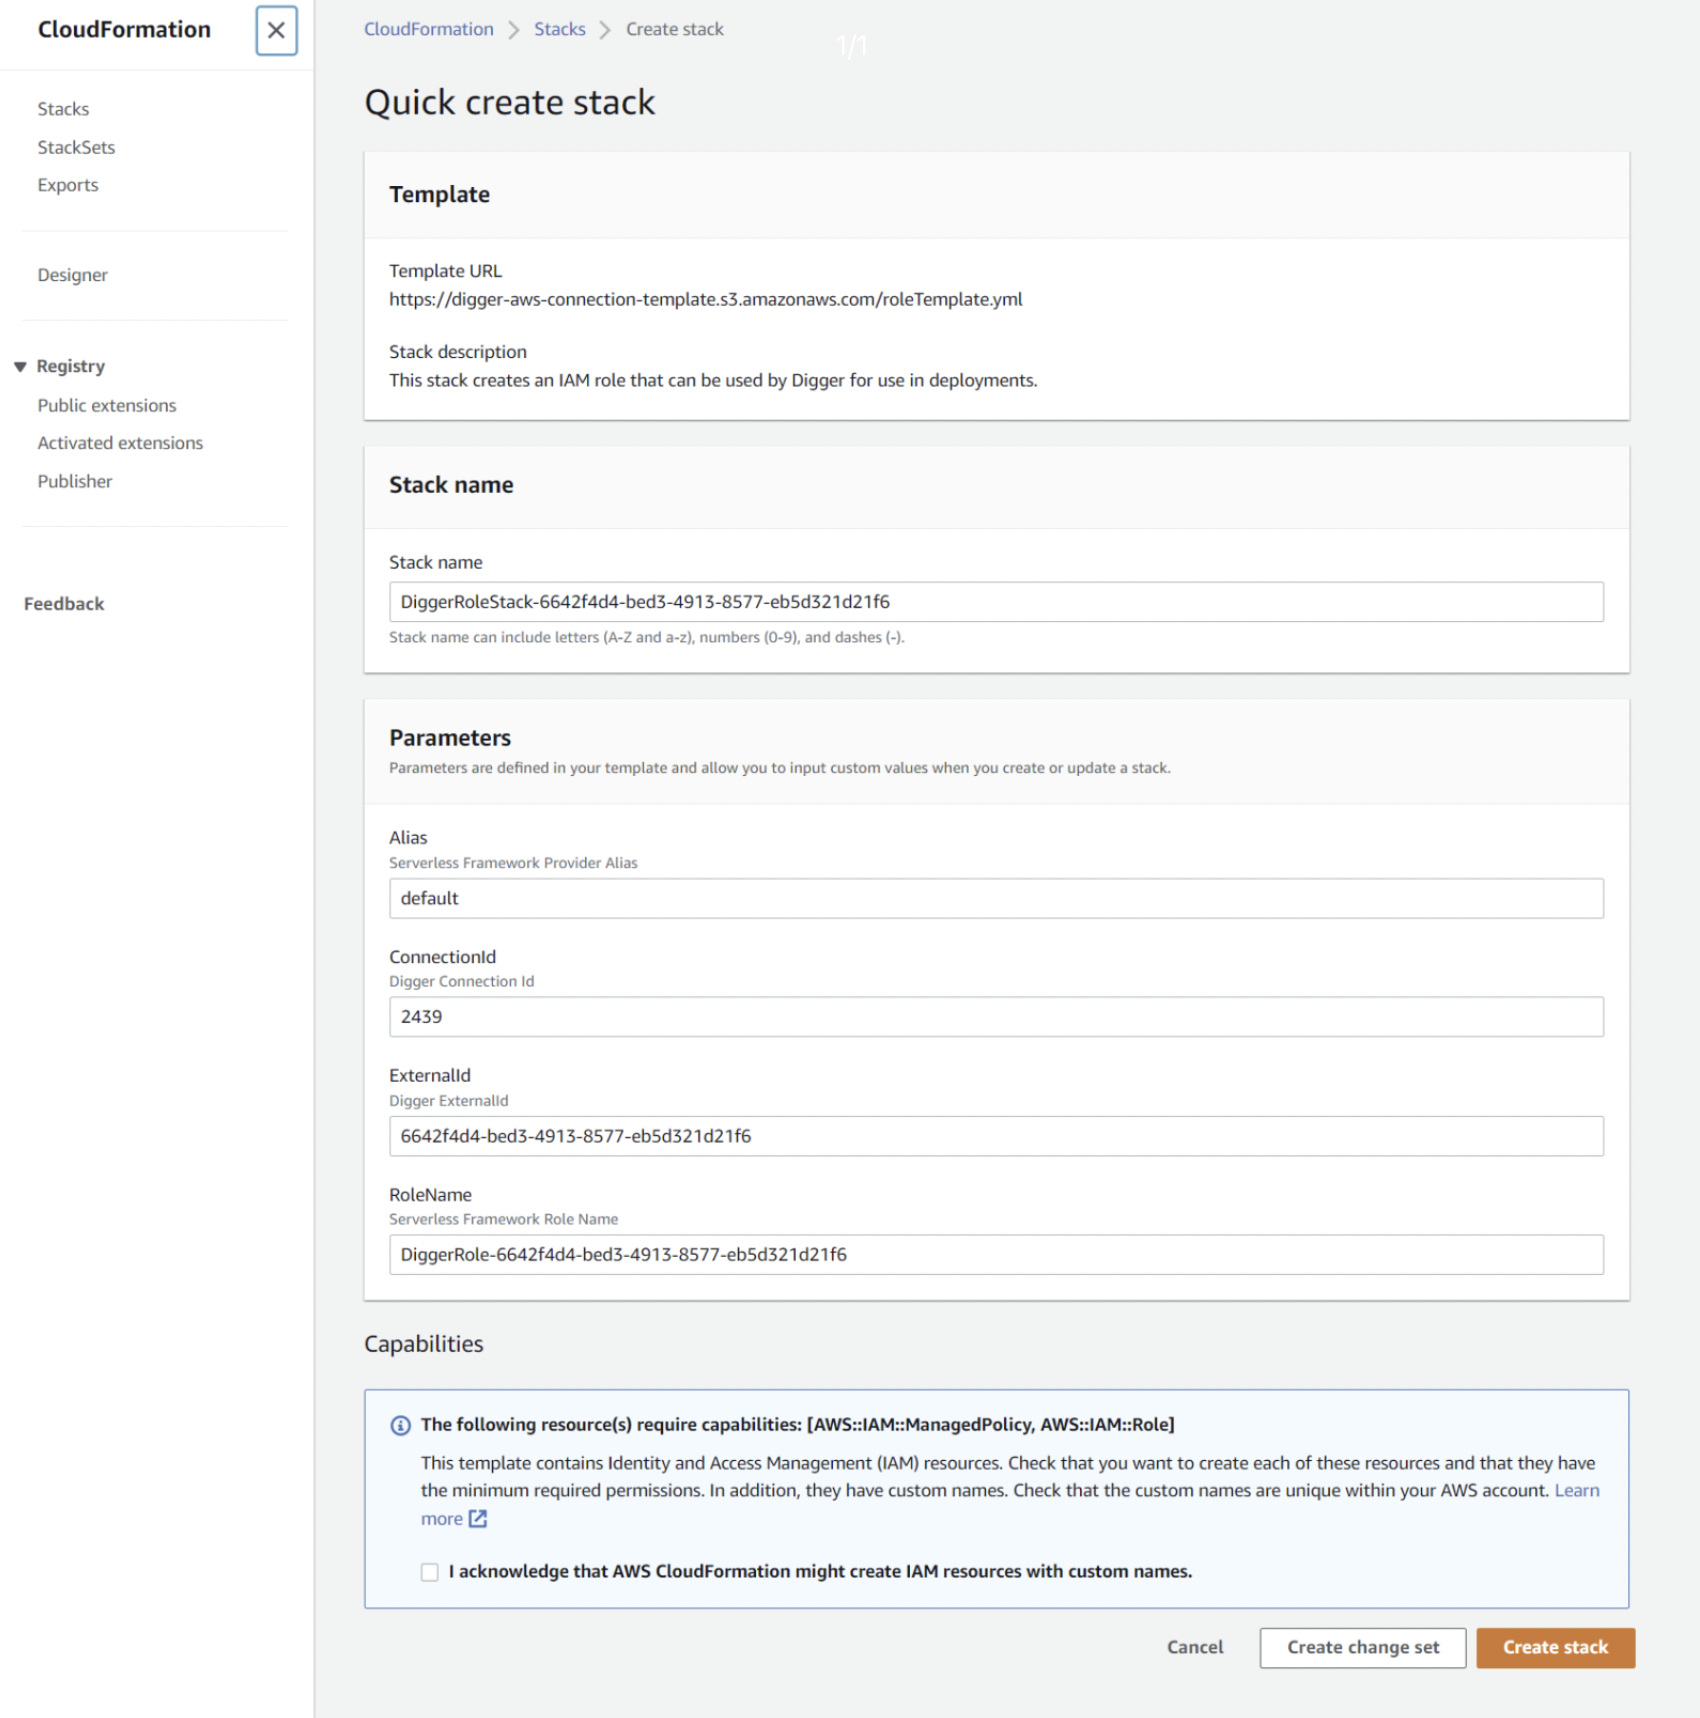 CloudFormation
Stacks
StackSets
Exports
Designer
Registry
Public extensions
Activated extensions
Publisher
Feedback
CloudFormation > Stacks > Create stack
1/1
Quick create stack
Template
Template URL
https://digger-aws-connection-template.s3.amazonaws.com/roleTemplate.yml
Stack description
This stack creates an IAM role that can be used by Digger for use in deployments.
Stack name
Stack name
DiggerRoleStack-6642f4d4-bed3-4913-8577-eb5d321d21f6
Stack name can include letters (A-Z and a-z), numbers (0-9), and dashes (-).
Parameters
Parameters are defined in your template and allow you to input custom values when you create or update a stack.
Alias
Serverless Framework Provider Alias
default
ConnectionId
Digger Connection Id
2439
ExternalId
Digger ExternalId
6642f4d4-bed3-4913-8577-eb5d321d21f6
RoleName
Serverless Framework Role Name
DiggerRole-6642f4d4-bed3-4913-8577-eb5d321d21f6
Capabilities
The following resource(s) require capabilities: [AWS::IAM::ManagedPolicy, AWS::IAM::Role]
This template contains Identity and Access Management (IAM) resources. Check that you want to create each of these resources and that they have
the minimum required permissions. In addition, they have custom names. Check that the custom names are unique within your AWS account. Learn
more
I acknowledge that AWS CloudFormation might create IAM resources with custom names.
Cancel
Create change set
Create stack